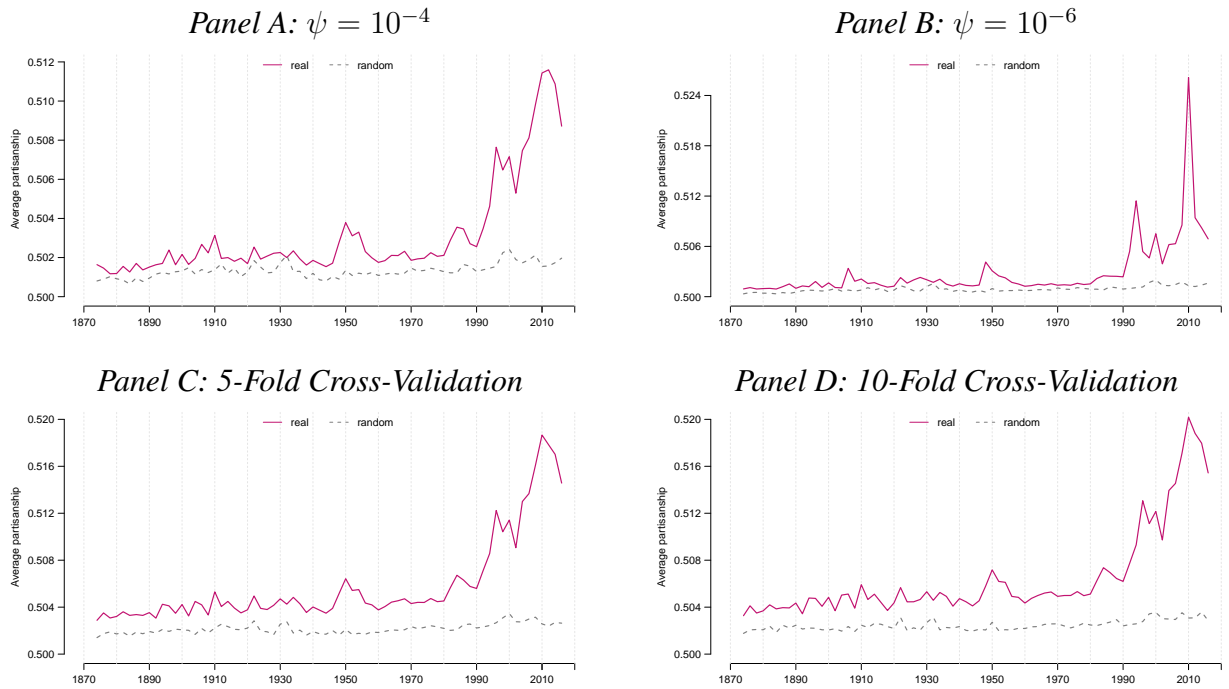 Panel A: ψ = 10⁻⁴
real random
Average partisanship
0.512
0.510
0.508
0.506
0.504
0.502
0.500
1870 1890 1910 1930 1950 1970 1990 2010
Panel B: ψ = 10⁻⁶
real random
Average partisanship
0.524
0.518
0.512
0.506
0.500
1870 1890 1910 1930 1950 1970 1990 2010
Panel C: 5-Fold Cross-Validation
real random
Average partisanship
0.520
0.516
0.512
0.508
0.504
0.500
1870 1890 1910 1930 1950 1970 1990 2010
Panel D: 10-Fold Cross-Validation
real random
Average partisanship
0.520
0.516
0.512
0.508
0.504
0.500
1870 1890 1910 1930 1950 1970 1990 2010